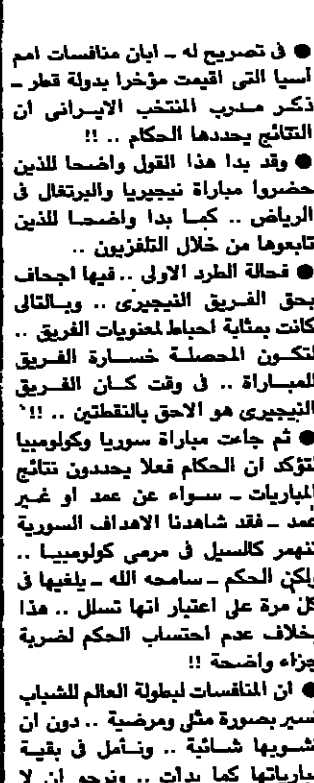 ● فى تصريح له ــ ابان منافسات امم
آسيا التى اقيمت مؤخرا بدولة قطر ــ
ذكر مدرب المنتخب الايرانى ان
النتائج يحددها الحكام .. !!
● وقد بدا هذا القول واضحا للذين
حضروا مباراة نيجيريا والبرتغال فى
الرياض .. كما بدا واضحا للذين
تابعوها من خلال التلفزيون ..
● فحالة الطرد الاولى .. فيها اجحاف
بحق الفريق النيجيرى .. وبالتالى
كانت بمثابة احباط لمعنويات الفريق ..
لتكون المحصلة خسارة الفريق
للمباراة .. فى وقت كان الفريق
النيجيرى هو الاحق بالنقطتين .. !!
● ثم جاءت مباراة سوريا وكولومبيا
لتؤكد ان الحكام فعلا يحددون نتائج
المباريات ــ سواء عن عمد او غير
عمد ــ فقد شاهدنا الاهداف السورية
تنهمر كالسيل فى مرمى كولومبيا ..
ولكن الحكم ــ سامحه الله ــ يلغيها فى
كل مرة على اعتبار انها تسلل .. هذا
بخلاف عدم احتساب الحكم لضربة
جزاء واضحة !!
● ان المنافسات لبطولة العالم للشباب
تسير بصورة مثلى ومرضية .. دون ان
تشوبها شائبة .. ونأمل فى بقية
مبارياتها كما بدأت .. ونرجو ان لا